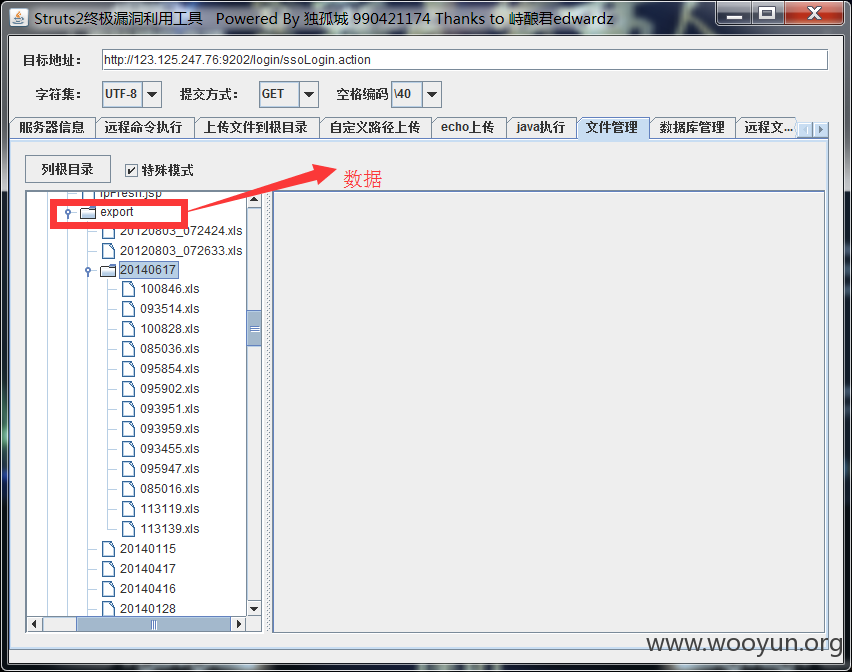 Struts2终极漏洞利用工具 Powered By 独孤城 990421174 Thanks to 峙酿君edwardz
目标地址: http://123.125.247.76:9202/login/ssoLogin.action
字符集: UTF-8 提交方式: GET 空格编码 \40
服务器信息 远程命令执行 上传文件到根目录 自定义路径上传 echo上传 java执行 文件管理 数据库管理 远程文...
列根目录 特殊模式
数据
ipFresh.jsp
export
20120803_072424.xls
20120803_072633.xls
20140617
100846.xls
093514.xls
100828.xls
085036.xls
095854.xls
095902.xls
093951.xls
093959.xls
093455.xls
095947.xls
085016.xls
113119.xls
113139.xls
20140115
20140417
20140416
20140128
www.wooyun.org